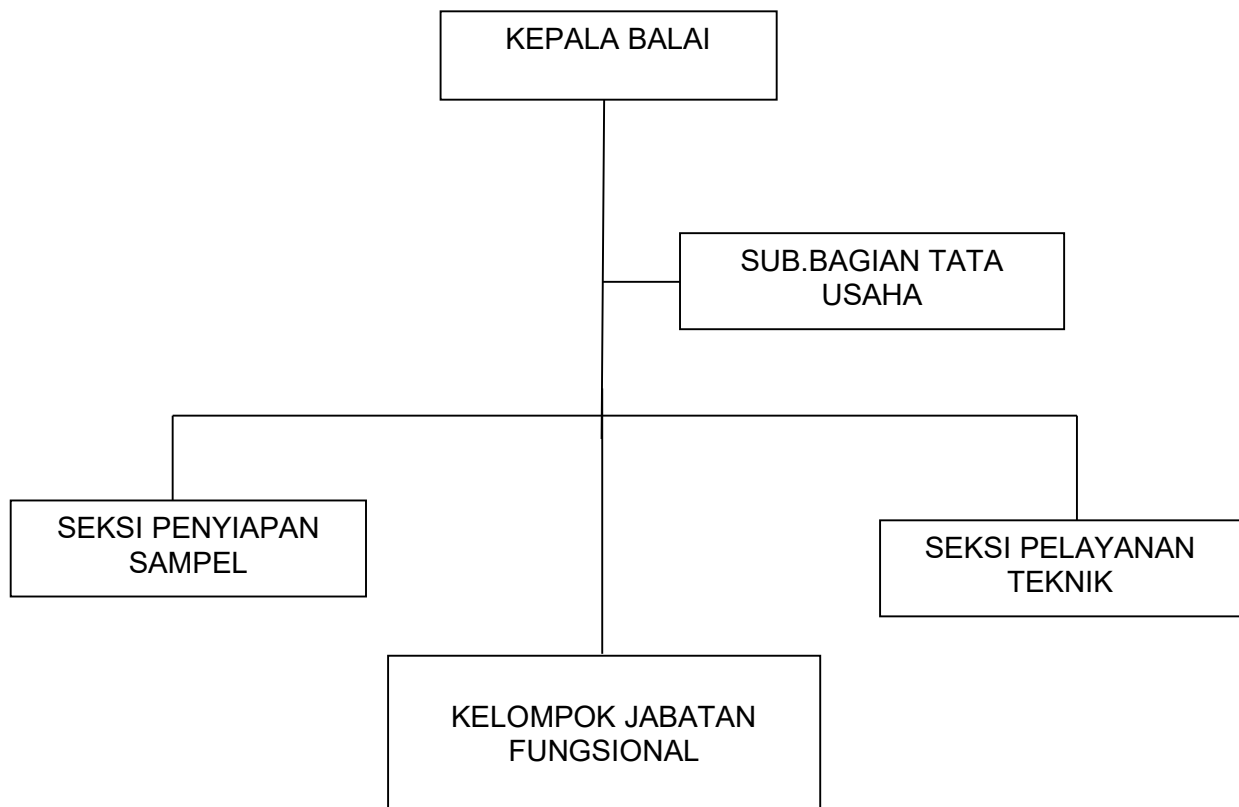 KEPALA BALAI
SUB.BAGIAN TATA
USAHA
SEKSI PENYIAPAN
SAMPEL
SEKSI PELAYANAN
TEKNIK
KELOMPOK JABATAN
FUNGSIONAL